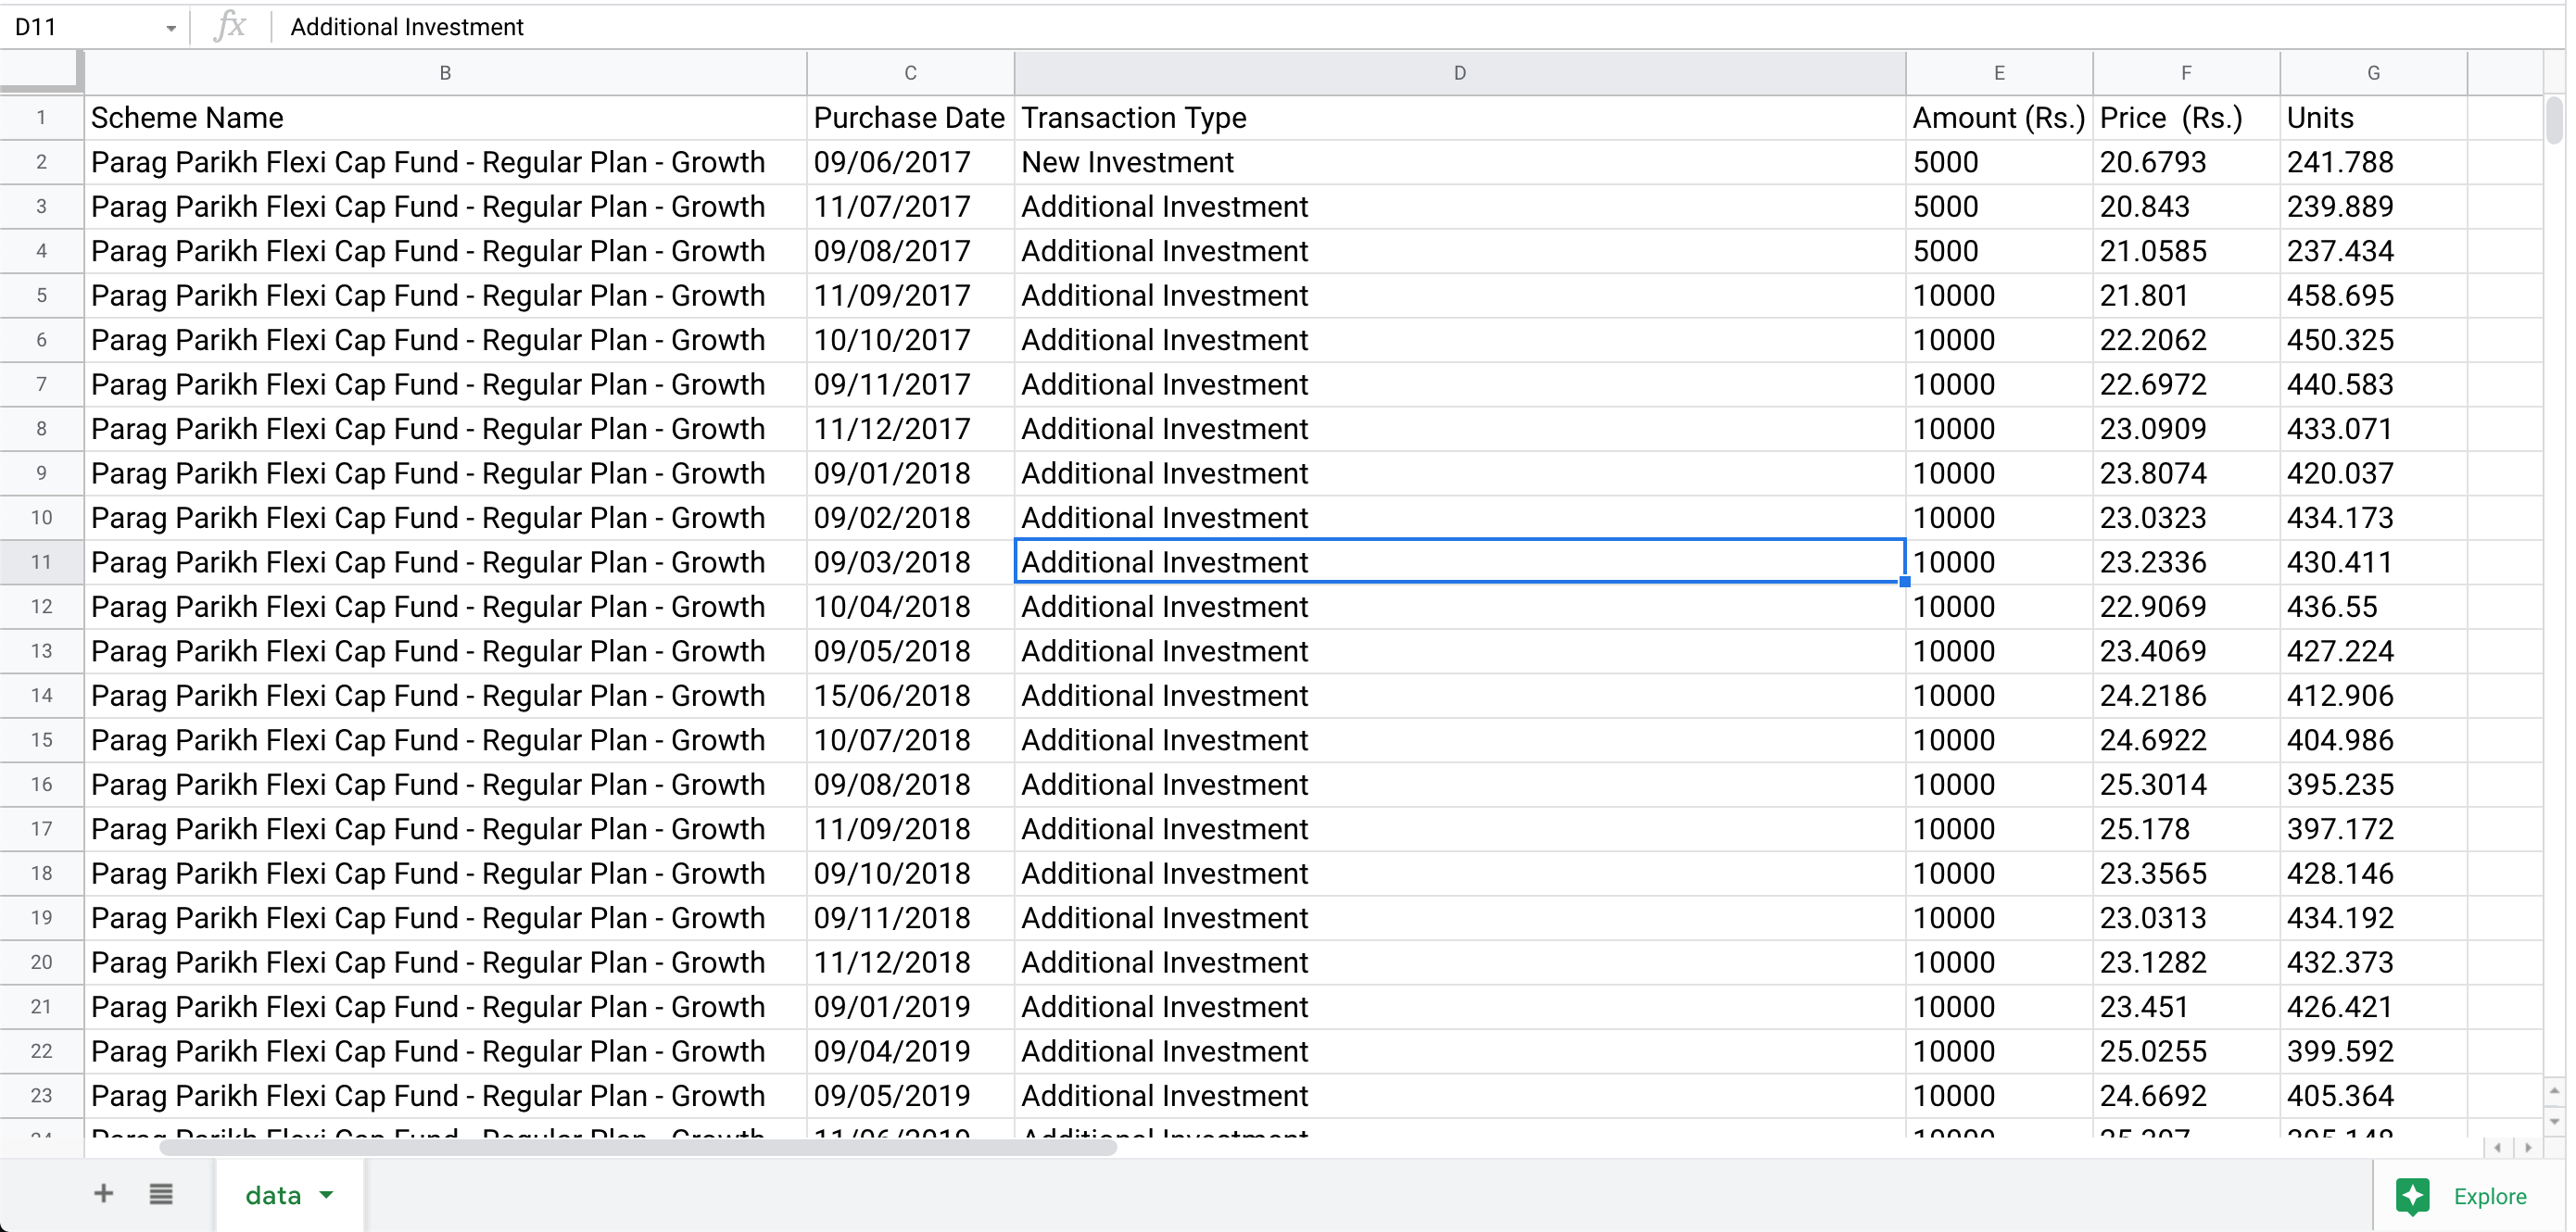 D11 fx Additional Investment
B C D E F G
1 Scheme Name Purchase Date Transaction Type Amount (Rs.) Price (Rs.) Units
2 Parag Parikh Flexi Cap Fund - Regular Plan - Growth 09/06/2017 New Investment 5000 20.6793 241.788
3 Parag Parikh Flexi Cap Fund - Regular Plan - Growth 11/07/2017 Additional Investment 5000 20.843 239.889
4 Parag Parikh Flexi Cap Fund - Regular Plan - Growth 09/08/2017 Additional Investment 5000 21.0585 237.434
5 Parag Parikh Flexi Cap Fund - Regular Plan - Growth 11/09/2017 Additional Investment 10000 21.801 458.695
6 Parag Parikh Flexi Cap Fund - Regular Plan - Growth 10/10/2017 Additional Investment 10000 22.2062 450.325
7 Parag Parikh Flexi Cap Fund - Regular Plan - Growth 09/11/2017 Additional Investment 10000 22.6972 440.583
8 Parag Parikh Flexi Cap Fund - Regular Plan - Growth 11/12/2017 Additional Investment 10000 23.0909 433.071
9 Parag Parikh Flexi Cap Fund - Regular Plan - Growth 09/01/2018 Additional Investment 10000 23.8074 420.037
10 Parag Parikh Flexi Cap Fund - Regular Plan - Growth 09/02/2018 Additional Investment 10000 23.0323 434.173
11 Parag Parikh Flexi Cap Fund - Regular Plan - Growth 09/03/2018 Additional Investment 10000 23.2336 430.411
12 Parag Parikh Flexi Cap Fund - Regular Plan - Growth 10/04/2018 Additional Investment 10000 22.9069 436.55
13 Parag Parikh Flexi Cap Fund - Regular Plan - Growth 09/05/2018 Additional Investment 10000 23.4069 427.224
14 Parag Parikh Flexi Cap Fund - Regular Plan - Growth 15/06/2018 Additional Investment 10000 24.2186 412.906
15 Parag Parikh Flexi Cap Fund - Regular Plan - Growth 10/07/2018 Additional Investment 10000 24.6922 404.986
16 Parag Parikh Flexi Cap Fund - Regular Plan - Growth 09/08/2018 Additional Investment 10000 25.3014 395.235
17 Parag Parikh Flexi Cap Fund - Regular Plan - Growth 11/09/2018 Additional Investment 10000 25.178 397.172
18 Parag Parikh Flexi Cap Fund - Regular Plan - Growth 09/10/2018 Additional Investment 10000 23.3565 428.146
19 Parag Parikh Flexi Cap Fund - Regular Plan - Growth 09/11/2018 Additional Investment 10000 23.0313 434.192
20 Parag Parikh Flexi Cap Fund - Regular Plan - Growth 11/12/2018 Additional Investment 10000 23.1282 432.373
21 Parag Parikh Flexi Cap Fund - Regular Plan - Growth 09/01/2019 Additional Investment 10000 23.451 426.421
22 Parag Parikh Flexi Cap Fund - Regular Plan - Growth 09/04/2019 Additional Investment 10000 25.0255 399.592
23 Parag Parikh Flexi Cap Fund - Regular Plan - Growth 09/05/2019 Additional Investment 10000 24.6692 405.364
Parag Parikh Flexi Cap Fund - Regular Plan - Growth Additional Investment 10000
data Explore